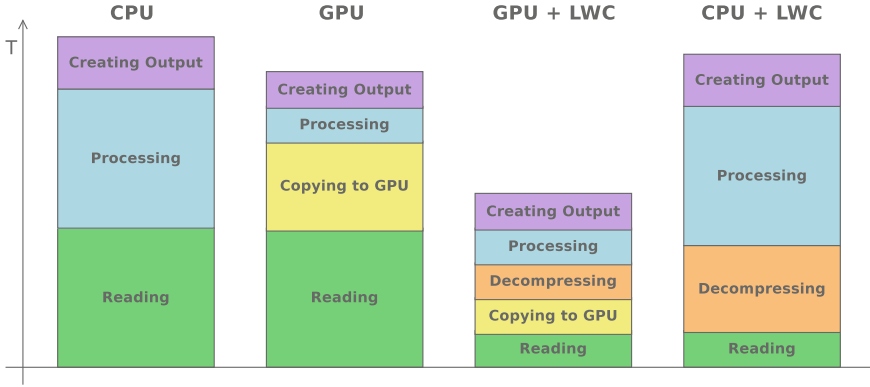 CPU
GPU
GPU + LWC
CPU + LWC
T
Creating Output
Processing
Reading
Creating Output
Processing
Copying to GPU
Reading
Creating Output
Processing
Decompressing
Copying to GPU
Reading
Creating Output
Processing
Decompressing
Reading